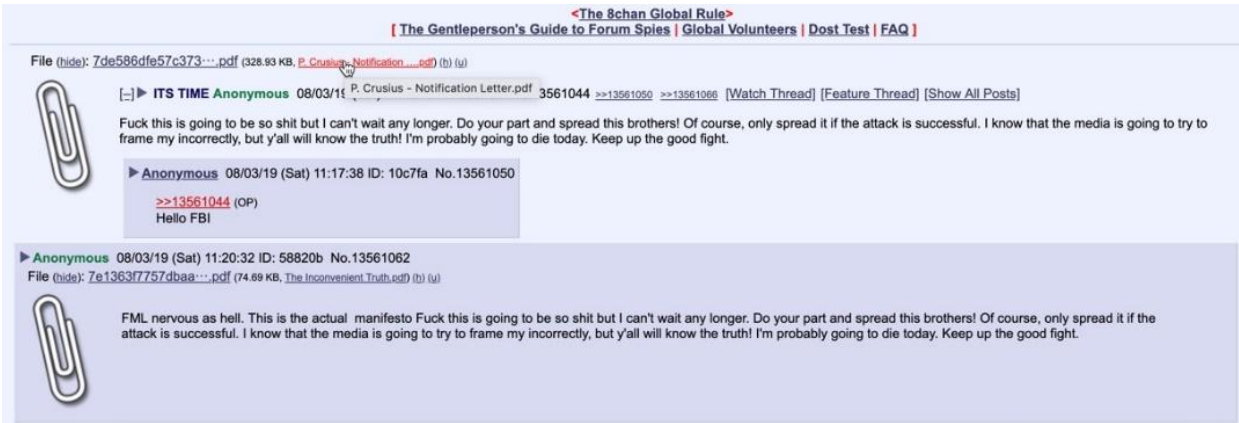 <The 8chan Global Rule>
[ The Gentleperson's Guide to Forum Spies | Global Volunteers | Dost Test | FAQ ]
File (hide): 7de586dfe57c373⋯.pdf (328.93 KB, P. Crusius - Notification ....pdf) (h) (u)
P. Crusius - Notification Letter.pdf
[–]▶ ITS TIME Anonymous 08/03/19 3561044 >>13561050 >>13561066 [Watch Thread] [Feature Thread] [Show All Posts]
Fuck this is going to be so shit but I can't wait any longer. Do your part and spread this brothers! Of course, only spread it if the attack is successful. I know that the media is going to try to
frame my incorrectly, but y'all will know the truth! I'm probably going to die today. Keep up the good fight.
▶Anonymous 08/03/19 (Sat) 11:17:38 ID: 10c7fa No.13561050
>>13561044 (OP)
Hello FBI
▶Anonymous 08/03/19 (Sat) 11:20:32 ID: 58820b No.13561062
File (hide): 7e1363f7757dbaa⋯.pdf (74.69 KB, The Inconvenient Truth.pdf) (h) (u)
FML nervous as hell. This is the actual manifesto Fuck this is going to be so shit but I can't wait any longer. Do your part and spread this brothers! Of course, only spread it if the
attack is successful. I know that the media is going to try to frame my incorrectly, but y'all will know the truth! I'm probably going to die today. Keep up the good fight.